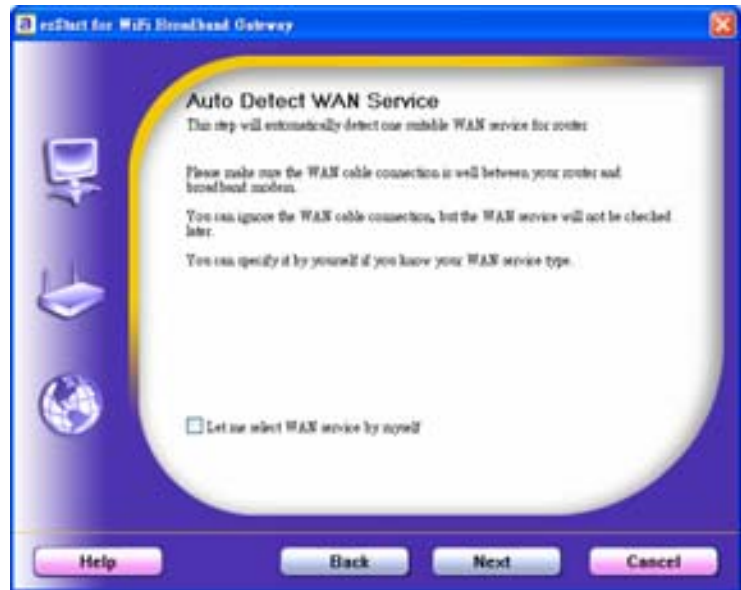 ezStart for WiFi Broadband Gateway
Auto Detect WAN Service
This step will automatically detect one suitable WAN service for router
Please make sure the WAN cable connection is well between your router and
broadband modem.
You can ignore the WAN cable connection, but the WAN service will not be checked
later.
You can specify it by yourself if you know your WAN service type.
Let me select WAN service by myself
Help
Back
Next
Cancel